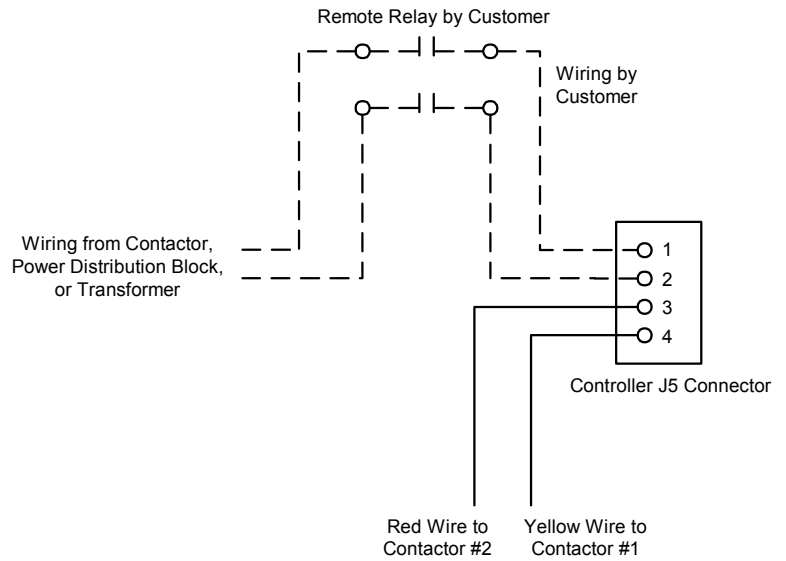 Remote Relay by Customer
Wiring by
Customer
Wiring from Contactor,
Power Distribution Block,
or Transformer
1
2
3
4
Controller J5 Connector
Red Wire to
Contactor #2
Yellow Wire to
Contactor #1